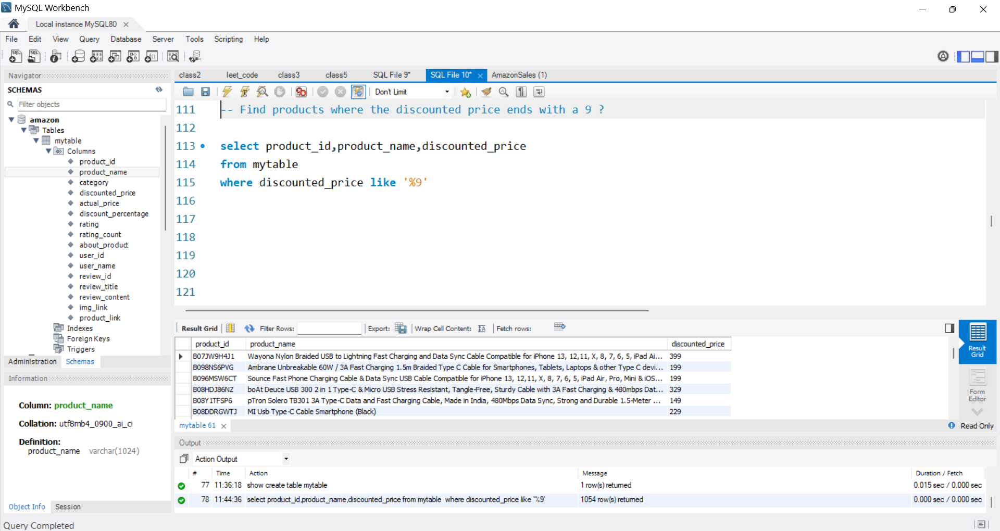 MySQL Workbench
Local instance MySQL80
File Edit View Query Database Server Tools Scripting Help
Navigator
SCHEMAS
Filter objects
amazon
Tables
mytable
Columns
product_id
product_name
category
discounted_price
actual_price
discount_percentage
rating
rating_count
about_product
user_id
user_name
review_id
review_title
review_content
img_link
product_link
Indexes
Foreign Keys
Triggers
Administration Schemas
Information
Column: product_name
Collation: utf8mb4_0900_ai_ci
Definition:
product_name varchar(1024)
Object Info Session
class2 leet_code class3 class5 SQL File 9* SQL File 10* AmazonSales (1)
Don't Limit
111 -- Find products where the discounted price ends with a 9 ?
112
113 select product_id,product_name,discounted_price
114 from mytable
115 where discounted_price like '%9'
116
117
118
119
120
121
Result Grid Filter Rows: Export: Wrap Cell Content: Fetch rows:
product_id product_name discounted_price
B07JW9H4J1 Wayona Nylon Braided USB to Lightning Fast Charging and Data Sync Cable Compatible for iPhone 13, 12,11, X, 8, 7, 6, 5, iPad Ai... 399
B098NS6PVG Ambrane Unbreakable 60W / 3A Fast Charging 1.5m Braided Type C Cable for Smartphones, Tablets, Laptops & other Type C devi... 199
B096MSW6CT Sounce Fast Phone Charging Cable & Data Sync USB Cable Compatible for iPhone 13, 12,11, X, 8, 7, 6, 5, iPad Air, Pro, Mini & iOS... 199
B08HDJ86NZ boAt Deuce USB 300 2 in 1 Type-C & Micro USB Stress Resistant, Tangle-Free, Sturdy Cable with 3A Fast Charging & 480mbps Dat... 329
B08Y1TFSP6 pTron Solero TB301 3A Type-C Data and Fast Charging Cable, Made in India, 480Mbps Data Sync, Strong and Durable 1.5-Meter ... 149
B08DDRGWTJ MI Usb Type-C Cable Smartphone (Black) 229
Result
Grid
Form
Editor
mytable 61
Read Only
Output
Action Output
# Time Action Message Duration / Fetch
77 11:36:18 show create table mytable 1 row(s) returned 0.015 sec / 0.000 sec
78 11:44:36 select product_id,product_name,discounted_price from mytable where discounted_price like '%9' 1054 row(s) returned 0.000 sec / 0.000 sec
Query Completed